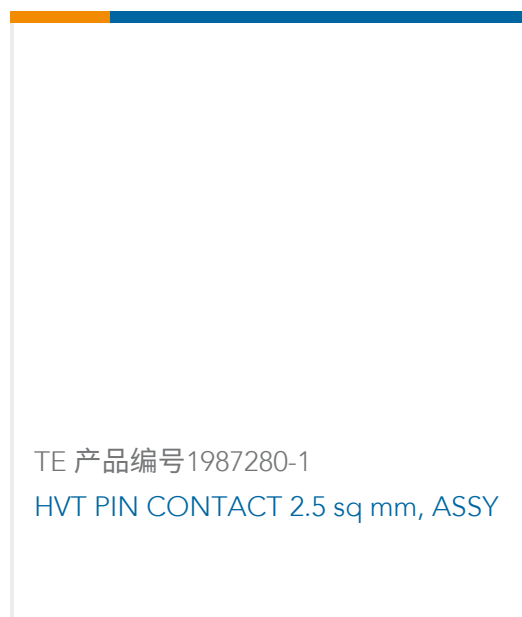 TE 产品编号1987280-1
HVT PIN CONTACT 2.5 sq mm, ASSY